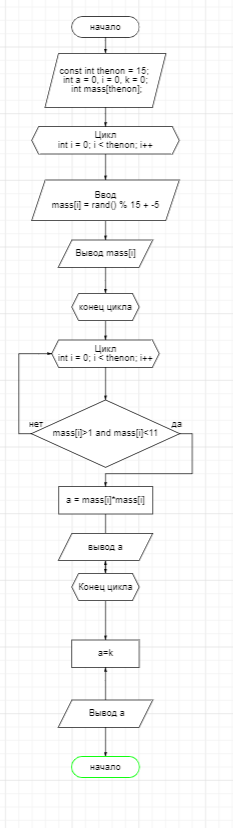 начало
const int thenon = 15;
int a = 0, i = 0, k = 0;
int mass[thenon];
Цикл
int i = 0; i < thenon; i++
Ввод
mass[i] = rand() % 15 + -5
Вывод mass[i]
конец цикла
Цикл
int i = 0; i < thenon; i++
нет
да
mass[i]>1 and mass[i]<11
a = mass[i]*mass[i]
вывод a
Конец цикла
a=k
Вывод a
начало